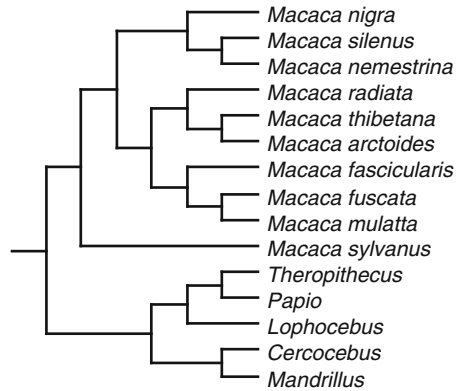 Macaca nigra
Macaca silenus
Macaca nemestrina
Macaca radiata
Macaca thibetana
Macaca arctoides
Macaca fascicularis
Macaca fuscata
Macaca mulatta
Macaca sylvanus
Theropithecus
Papio
Lophocebus
Cercocebus
Mandrillus